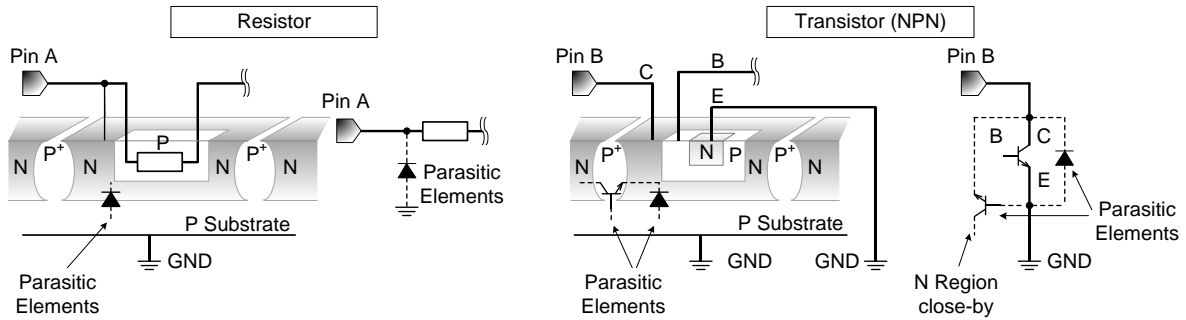 Resistor
Transistor (NPN)
Pin A
Pin B
C
B
E
Pin B
Pin A
N
P+
N
P
N
P+
N
Parasitic
Elements
P Substrate
GND
Parasitic
Elements
N
P+
N
N
P
N
P+
N
P Substrate
GND
GND
Parasitic
Elements
B
C
E
Parasitic
Elements
GND
N Region
close-by